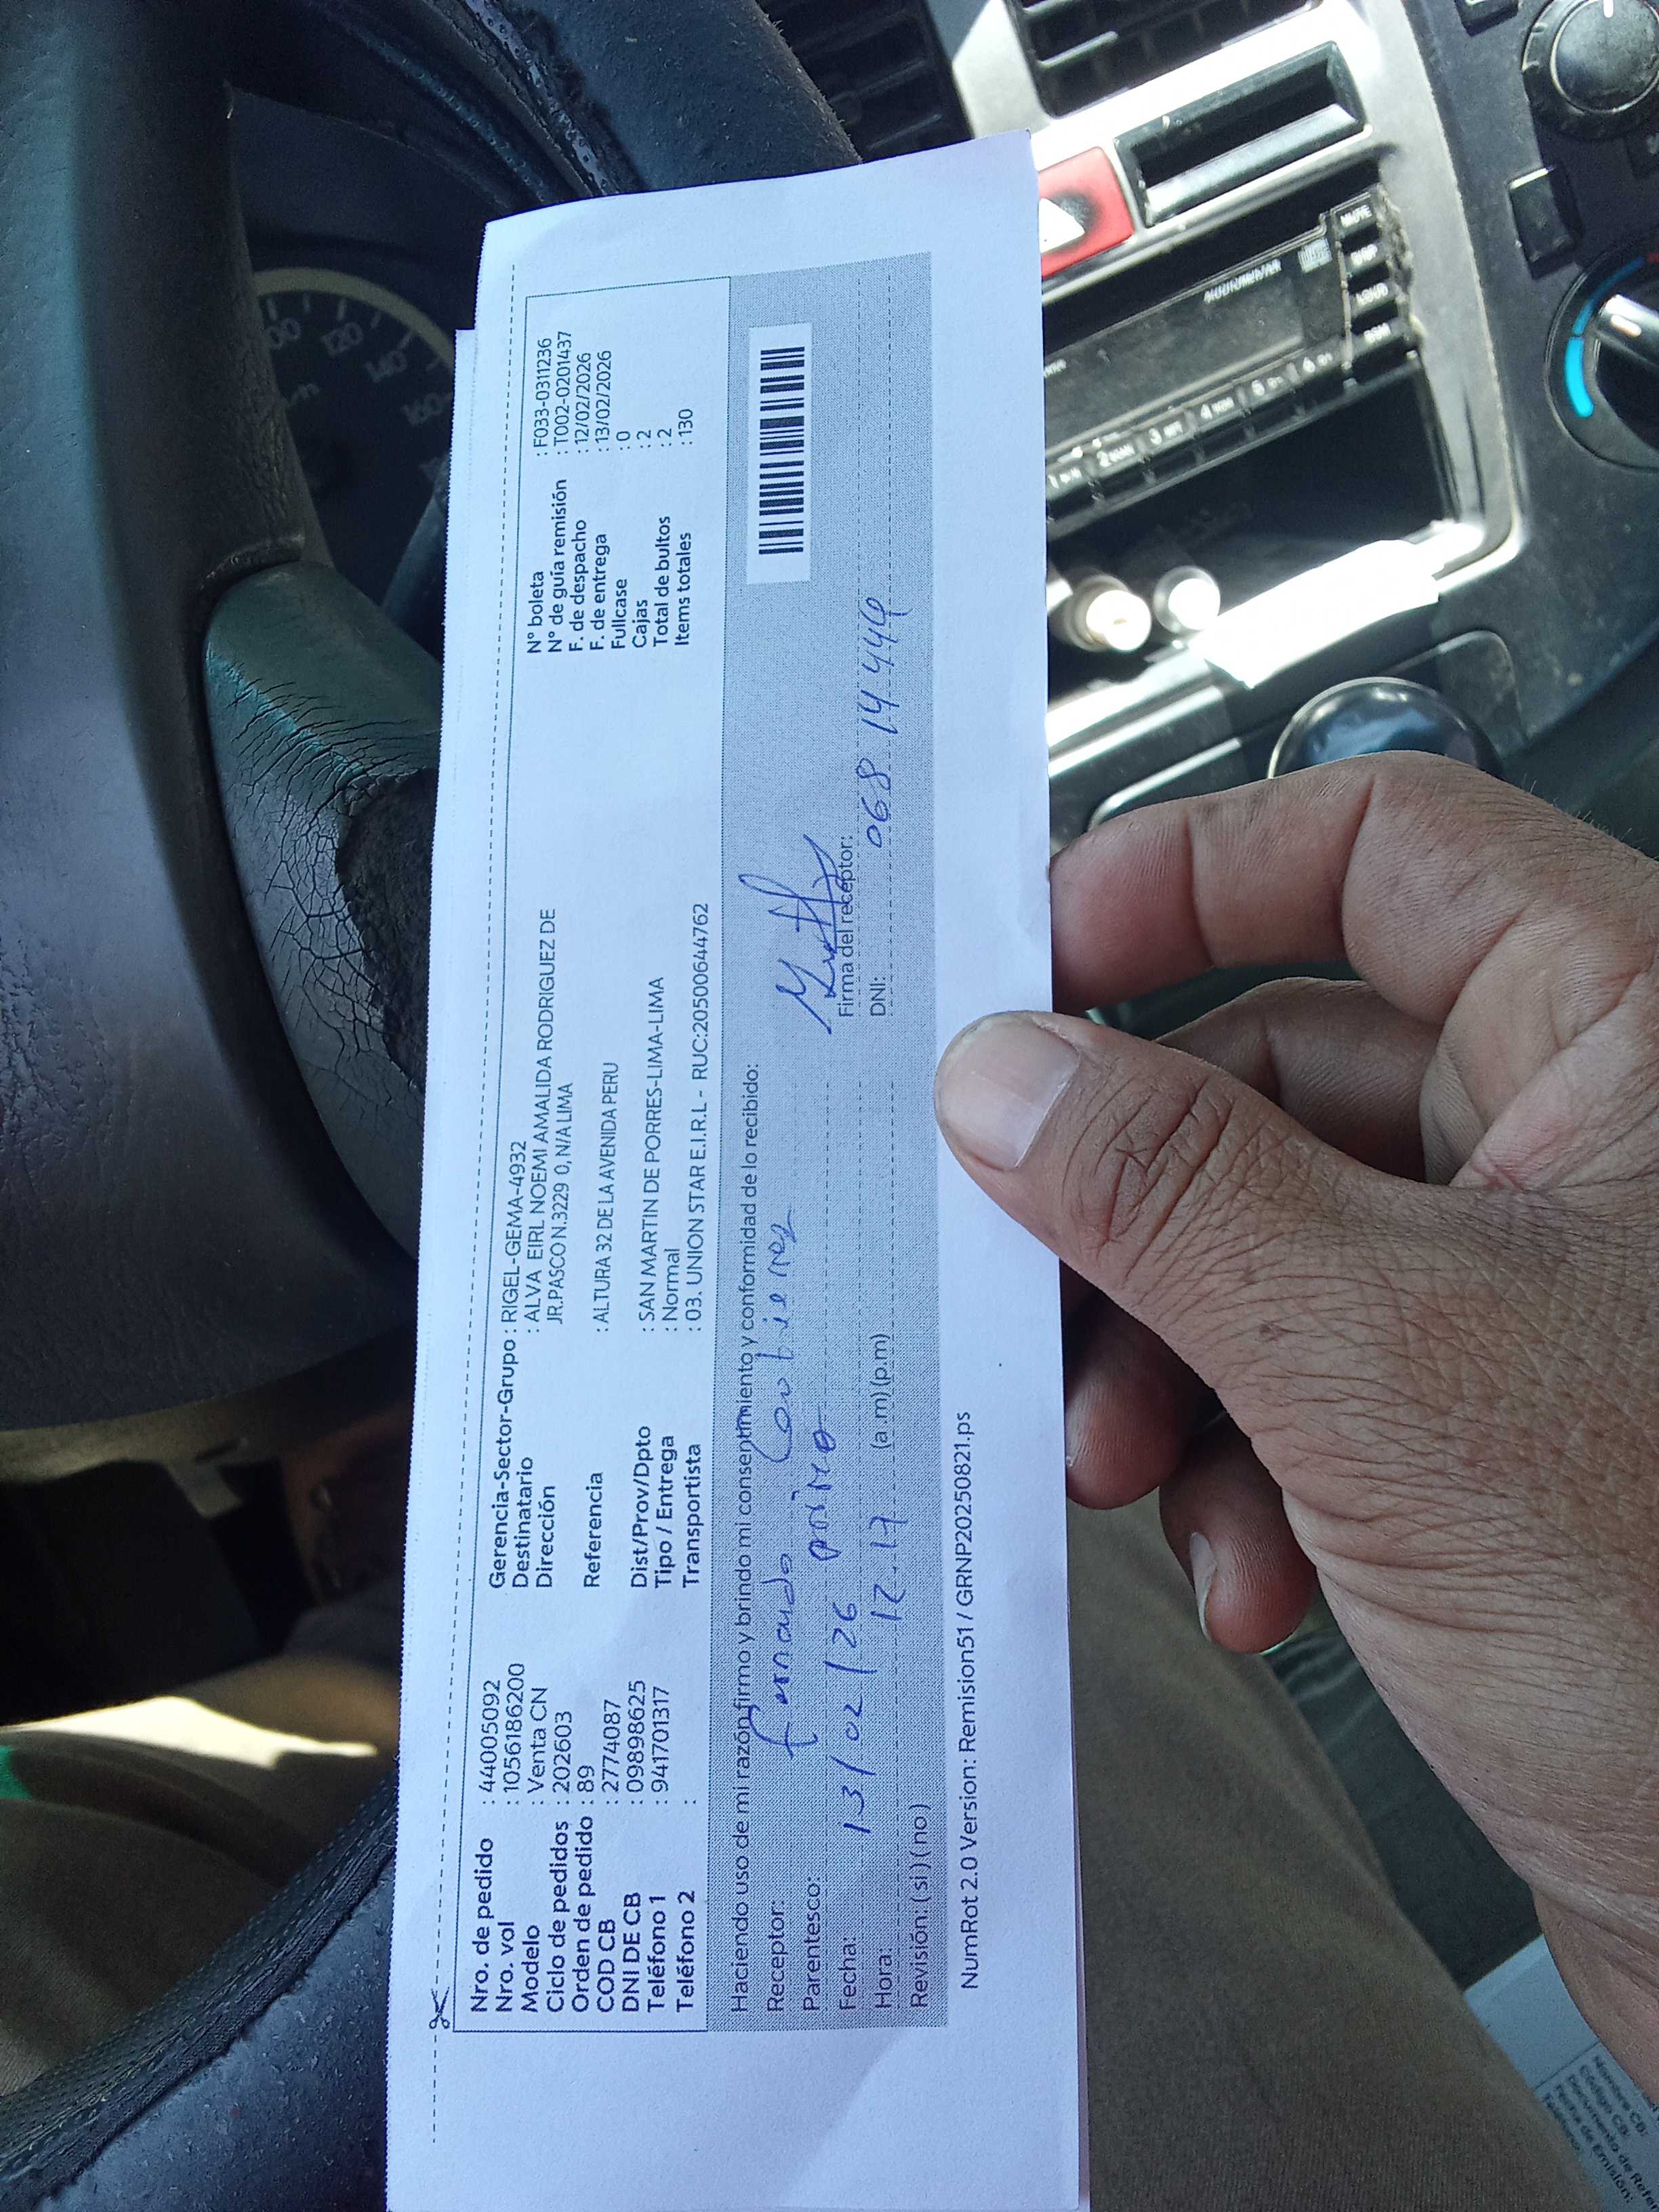 Nro. de pedido : 44005092
Nro. vol : 1056186200
Modelo : Venta CN
Ciclo de pedidos : 202603
Orden de pedido : 89
COD CB : 2774087
DNI DE CB : 09898625
Teléfono 1 : 941701317
Teléfono 2 :
Gerencia-Sector-Grupo : RIGEL-GEMA-4932
Destinatario : ALVA EIRL NOEMI AMALIDA RODRIGUEZ DE
Dirección JR.PASCO N.3229 0, N/A LIMA
Referencia : ALTURA 32 DE LA AVENIDA PERU
Dist/Prov/Dpto : SAN MARTIN DE PORRES-LIMA-LIMA
Tipo / Entrega : Normal
Transportista : 03. UNION STAR E.I.R.L - RUC:20500644762
N° boleta : F033-0311236
N° de guía remisión : T002-0201437
F. de despacho : 12/02/2026
F. de entrega : 13/02/2026
Fullcase : 0
Cajas : 2
Total de bultos : 2
Items totales : 130
Haciendo uso de mi razón firmo y brindo mi consentimiento y conformidad de lo recibido:
Receptor: fernando
Parentesco: primo
Fecha: 13/02/26
Hora: 12.17 (a.m) (p.m)
Revisión: (si) (no)
Firma del receptor:
DNI: 068 14 444
NumRot 2.0 Version: Remision51 / GRNP20250821.ps
MUTE
120
140
160